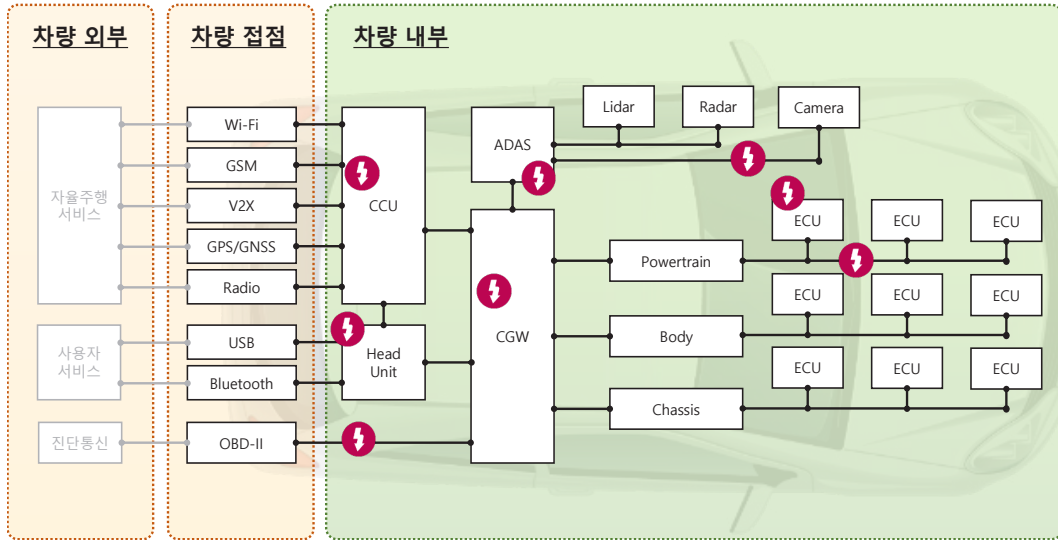 차량 외부
차량 접점
차량 내부
자율주행
서비스
사용자
서비스
진단통신
Wi-Fi
GSM
V2X
GPS/GNSS
Radio
USB
Bluetooth
OBD-II
CCU
Head
Unit
ADAS
CGW
Lidar
Radar
Camera
Powertrain
ECU
ECU
ECU
Body
ECU
ECU
ECU
Chassis
ECU
ECU
ECU